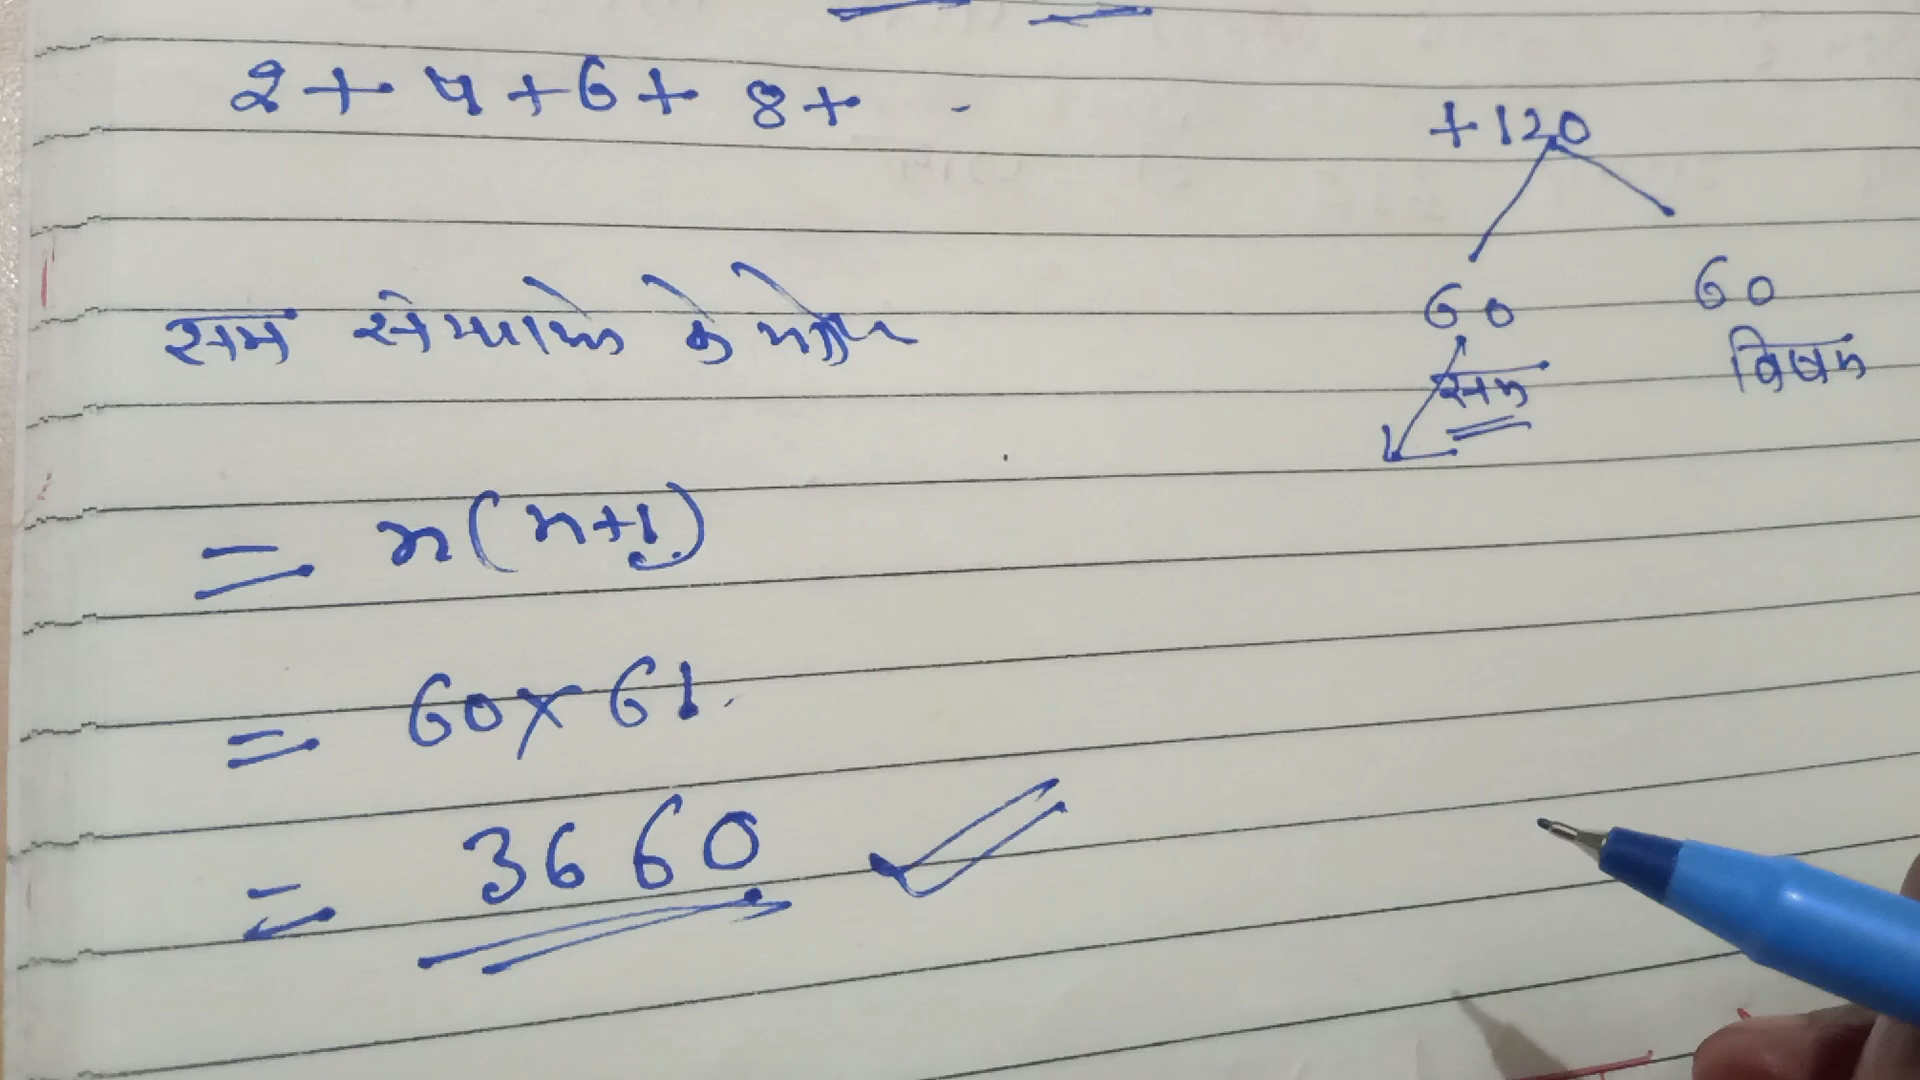 2 + 4 + 6 + 8 + - + 120
60 60
सम विषम
सम संख्याओं के योग
= n(n+1)
= 60 × 61
= 3660